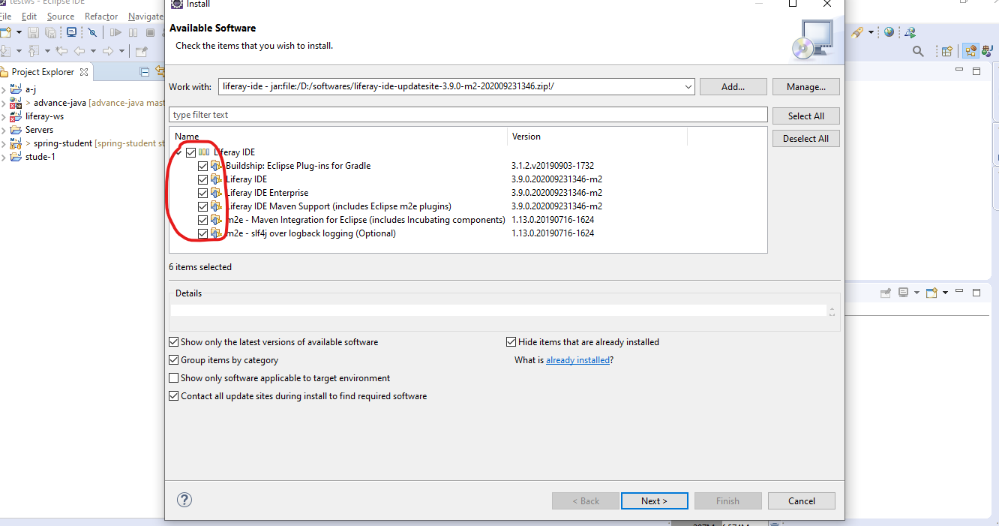 testws - Eclipse IDE
File Edit Source Refactor Navigate
Project Explorer
a-j
> advance-java [advance-java mast
liferay-ws
Servers
> spring-student [spring-student st
stude-1
Install
Available Software
Check the items that you wish to install.
Work with: liferay-ide - jar:file:/D:/softwares/liferay-ide-updatesite-3.9.0-m2-202009231346.zip!/ Add... Manage...
type filter text Select All
Deselect All
Name Version
Liferay IDE
Buildship: Eclipse Plug-ins for Gradle 3.1.2.v20190903-1732
Liferay IDE 3.9.0.202009231346-m2
Liferay IDE Enterprise 3.9.0.202009231346-m2
Liferay IDE Maven Support (includes Eclipse m2e plugins) 3.9.0.202009231346-m2
m2e - Maven Integration for Eclipse (includes Incubating components) 1.13.0.20190716-1624
m2e - slf4j over logback logging (Optional) 1.13.0.20190716-1624
6 items selected
Details
Show only the latest versions of available software Hide items that are already installed
Group items by category What is already installed?
Show only software applicable to target environment
Contact all update sites during install to find required software
< Back Next > Finish Cancel